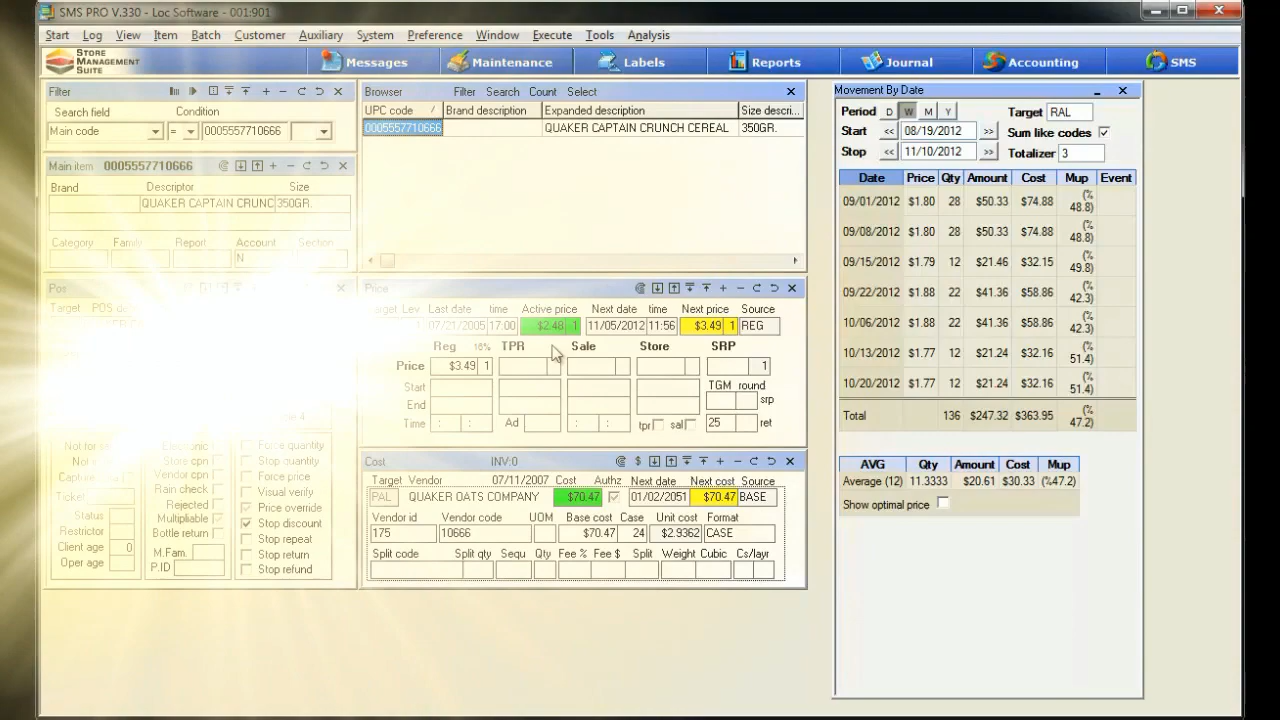 SMS PRO V.330 - Loc Software - 001:901
Start Log View Item Batch Customer Auxiliary System Preference Window Execute Tools Analysis
STORE MANAGEMENT SUITE
Messages Maintenance Labels Reports Journal Accounting SMS
Filter
Search field Condition
Main code = 0005557710666
Main item 0005557710666
Brand Descriptor Size
QUAKER CAPTAIN CRUNC 350GR.
Category Family Report Account Section
N
Browser Filter Search Count Select
UPC code / Brand description Expanded description Size descri...
0005557710666 QUAKER CAPTAIN CRUNCH CEREAL 350GR.
Pos
Target POS de
Not for s
Electronic
Force quantity
Store cpn
Stop quantity
Capture
Vendor cpn
Force price
Ticket
Rain check
Visual verify
Rejected
Price override
Status
Multiplicable
Stop discount
Restrictor
Bottle return
Stop repeat
Client age 0
M.Fam.
Stop return
Oper age
P.ID
Stop refund
Price
Target Lev Last date time Active price Next date time Next price Source
1 07/21/2005 17:00 $2.48 1 11/05/2012 11:56 $3.49 1 REG
Reg 16% TPR Sale Store SRP
Price $3.49 1 1
Start TGM round
End srp
Time : : Ad : : tpr sal 25 ret
Cost INV:0
Target Vendor 07/11/2007 Cost Authz Next date Next cost Source
PAL QUAKER OATS COMPANY $70.47 01/02/2051 $70.47 BASE
Vendor id Vendor code UOM Base cost Case Unit cost Format
175 10666 $70.47 24 $2.9362 CASE
Split code Split qty Sequ Qty Fee % Fee $ Split Weight Cubic Cs/layr
Movement By Date
Period D W M Y Target RAL
Start << 08/19/2012 >> Sum like codes
Stop << 11/10/2012 >> Totalizer 3
Date Price Qty Amount Cost Mup Event
09/01/2012 $1.80 28 $50.33 $74.88 (% 48.8)
09/08/2012 $1.80 28 $50.33 $74.88 (% 48.8)
09/15/2012 $1.79 12 $21.46 $32.15 (% 49.8)
09/22/2012 $1.88 22 $41.36 $58.86 (% 42.3)
10/06/2012 $1.88 22 $41.36 $58.86 (% 42.3)
10/13/2012 $1.77 12 $21.24 $32.16 (% 51.4)
10/20/2012 $1.77 12 $21.24 $32.16 (% 51.4)
Total 136 $247.32 $363.95 (% 47.2)
AVG Qty Amount Cost Mup
Average (12) 11.3333 $20.61 $30.33 (%47.2)
Show optimal price